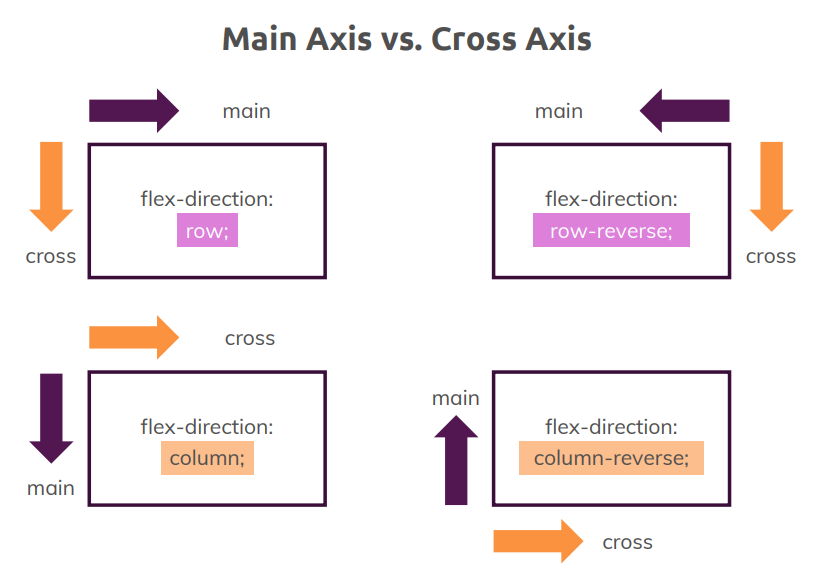 Main Axis vs. Cross Axis
main
cross
flex-direction:
row;
main
cross
flex-direction:
row-reverse;
cross
main
flex-direction:
column;
main
flex-direction:
column-reverse;
cross